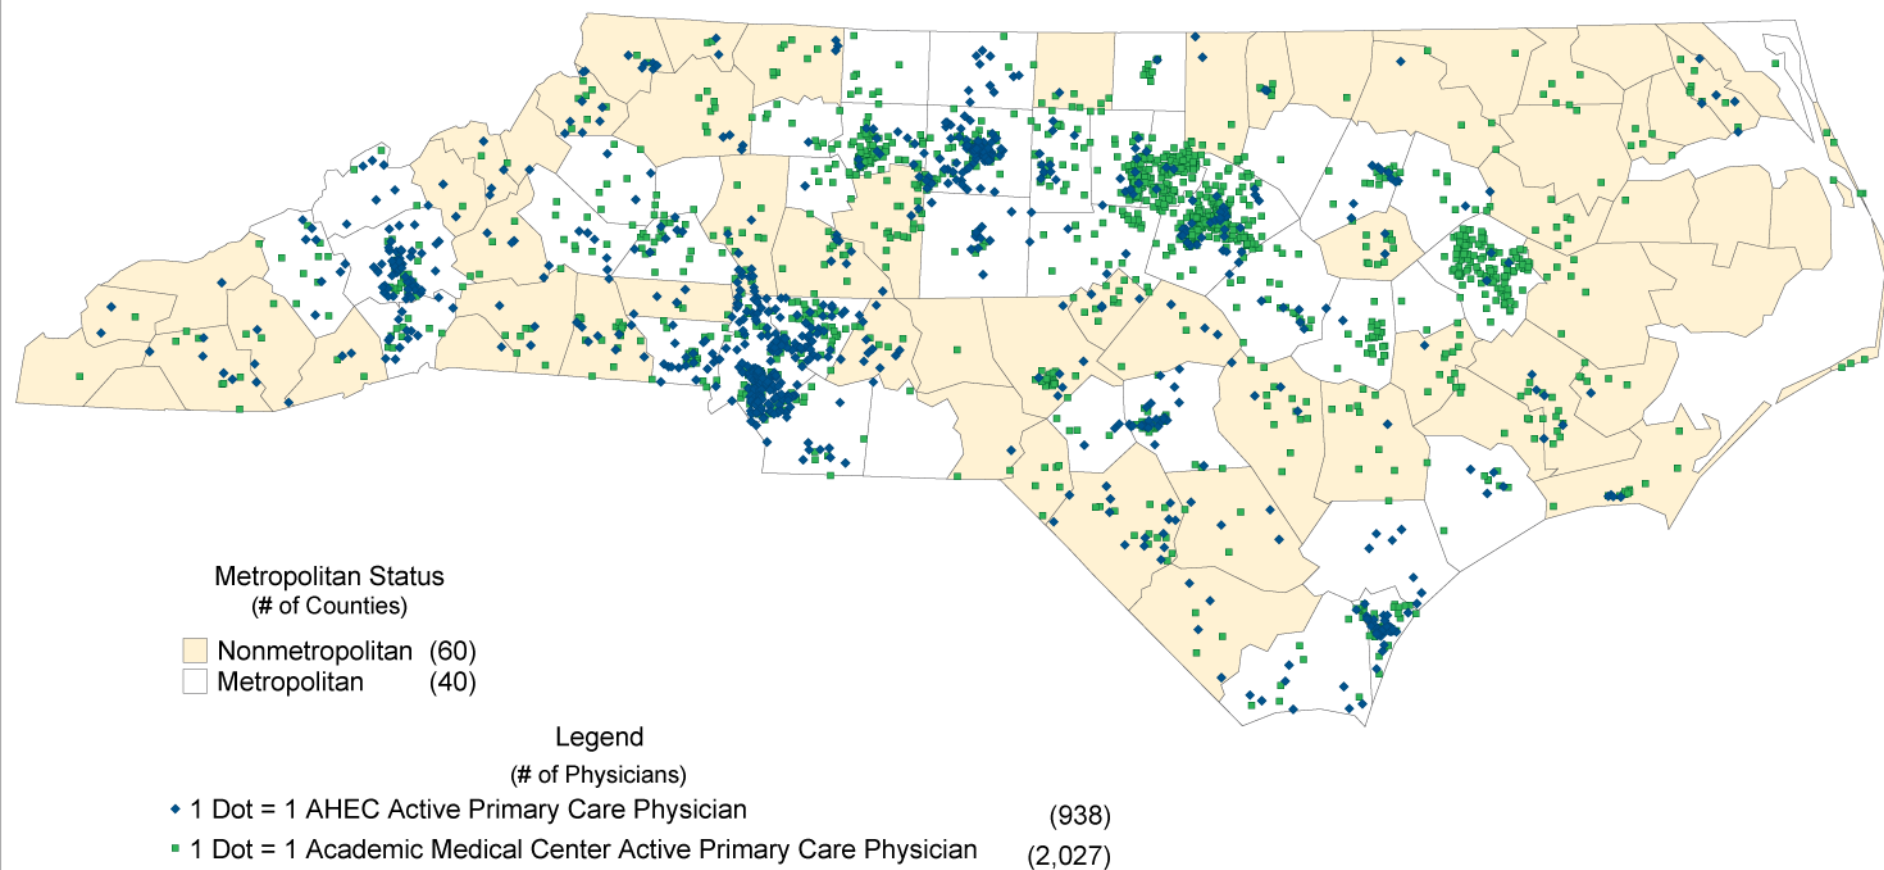 Metropolitan Status
(# of Counties)
Nonmetropolitan (60)
Metropolitan (40)
Legend
(# of Physicians)
1 Dot = 1 AHEC Active Primary Care Physician (938)
1 Dot = 1 Academic Medical Center Active Primary Care Physician (2,027)